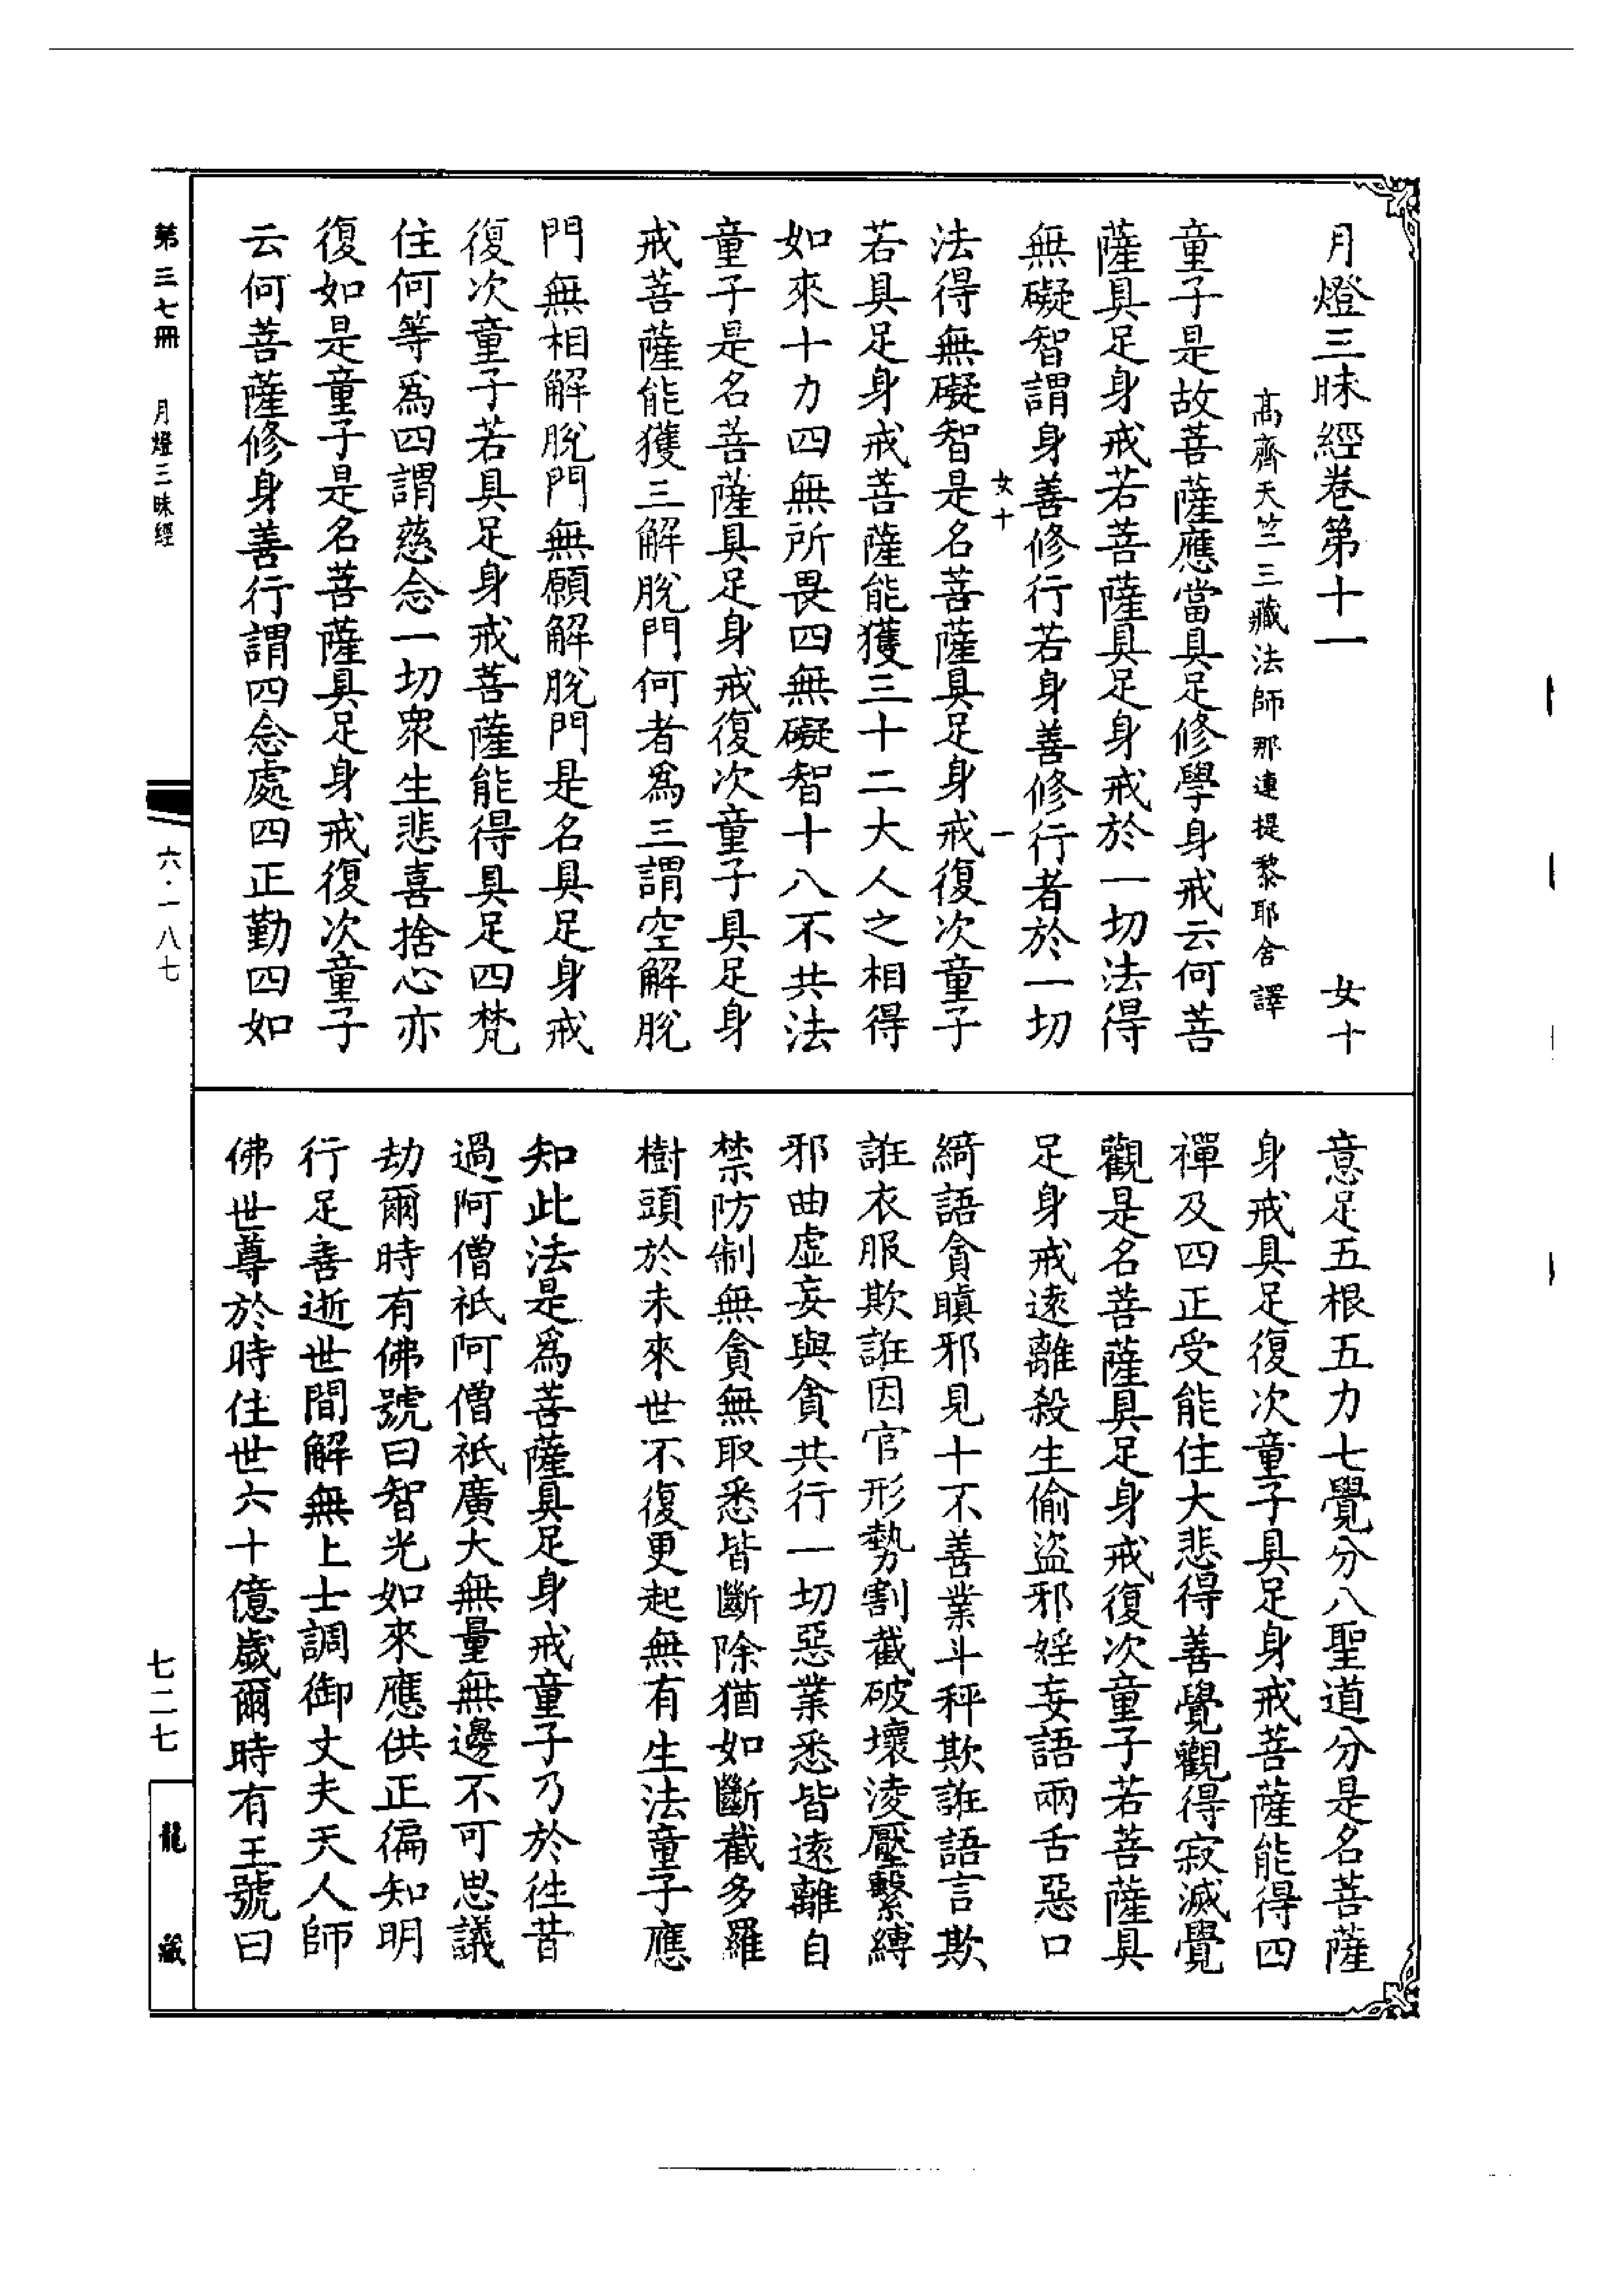 月燈三昧經卷第十一　女十
高齊天竺三藏法師那連提黎耶舍譯
童子是故菩薩應當具足修學身戒云何菩
薩具足身戒若菩薩具足身戒於一切法得
無礙智謂身善修行若身善修行者於一切
女十　一
法得無礙智是名菩薩具足身戒復次童子
若具足身戒菩薩能獲三十二大人之相得
如來十力四無所畏四無礙智十八不共法
童子是名菩薩具足身戒復次童子具足身
戒菩薩能獲三解脫門何者爲三謂空解脫
門無相解脫門無願解脫門是名具足身戒
復次童子若具足身戒菩薩能得具足四梵
住何等爲四謂慈念一切衆生悲喜捨心亦
復如是童子是名菩薩具足身戒復次童子
云何菩薩修身善行謂四念處四正勤四如
意足五根五力七覺分八聖道分是名菩薩
身戒具足復次童子具足身戒菩薩能得四
禪及四正受能住大悲得善覺觀得寂滅覺
觀是名菩薩具足身戒復次童子若菩薩具
足身戒遠離殺生偷盜邪婬妄語兩舌惡口
綺語貪瞋邪見十不善業斗秤欺誑語言欺
誑衣服欺誑因官形勢割截破壞淩壓繫縛
邪曲虛妄與貪共行一切惡業悉皆遠離自
禁防制無貪無取悉皆斷除猶如斷截多羅
樹頭於未來世不復更起無有生法童子應
知此法是爲菩薩具足身戒童子乃於徃昔
過阿僧祇阿僧祇廣大無量無邊不可思議
劫爾時有佛號曰智光如來應供正徧知明
行足善逝世間解無上士調御丈夫天人師
佛世尊於時住世六十億歲爾時有王號曰
第三七冊　月燈三昧經
六·一八七
七二七
龍藏